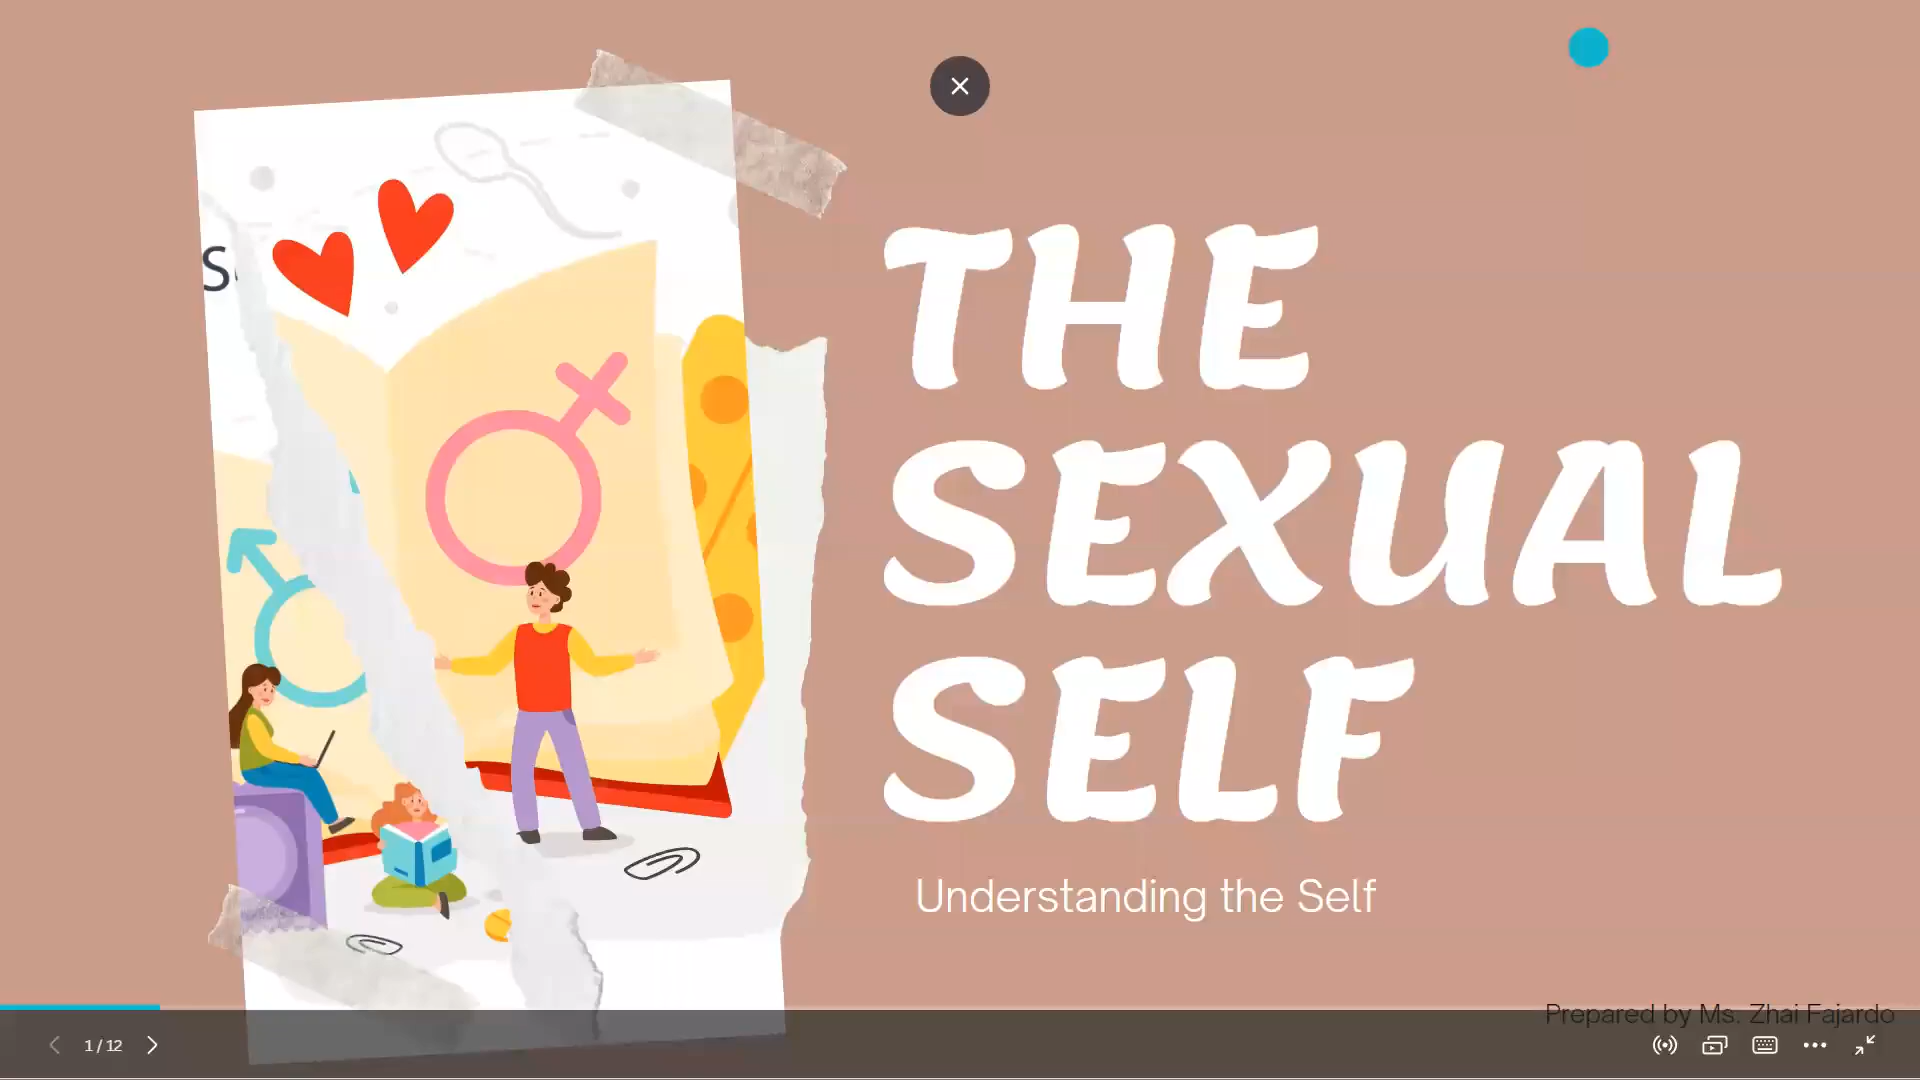 THE
SEXUAL
SELF
Understanding the Self
Prepared by Ms. Zhai Fajardo
1 / 12